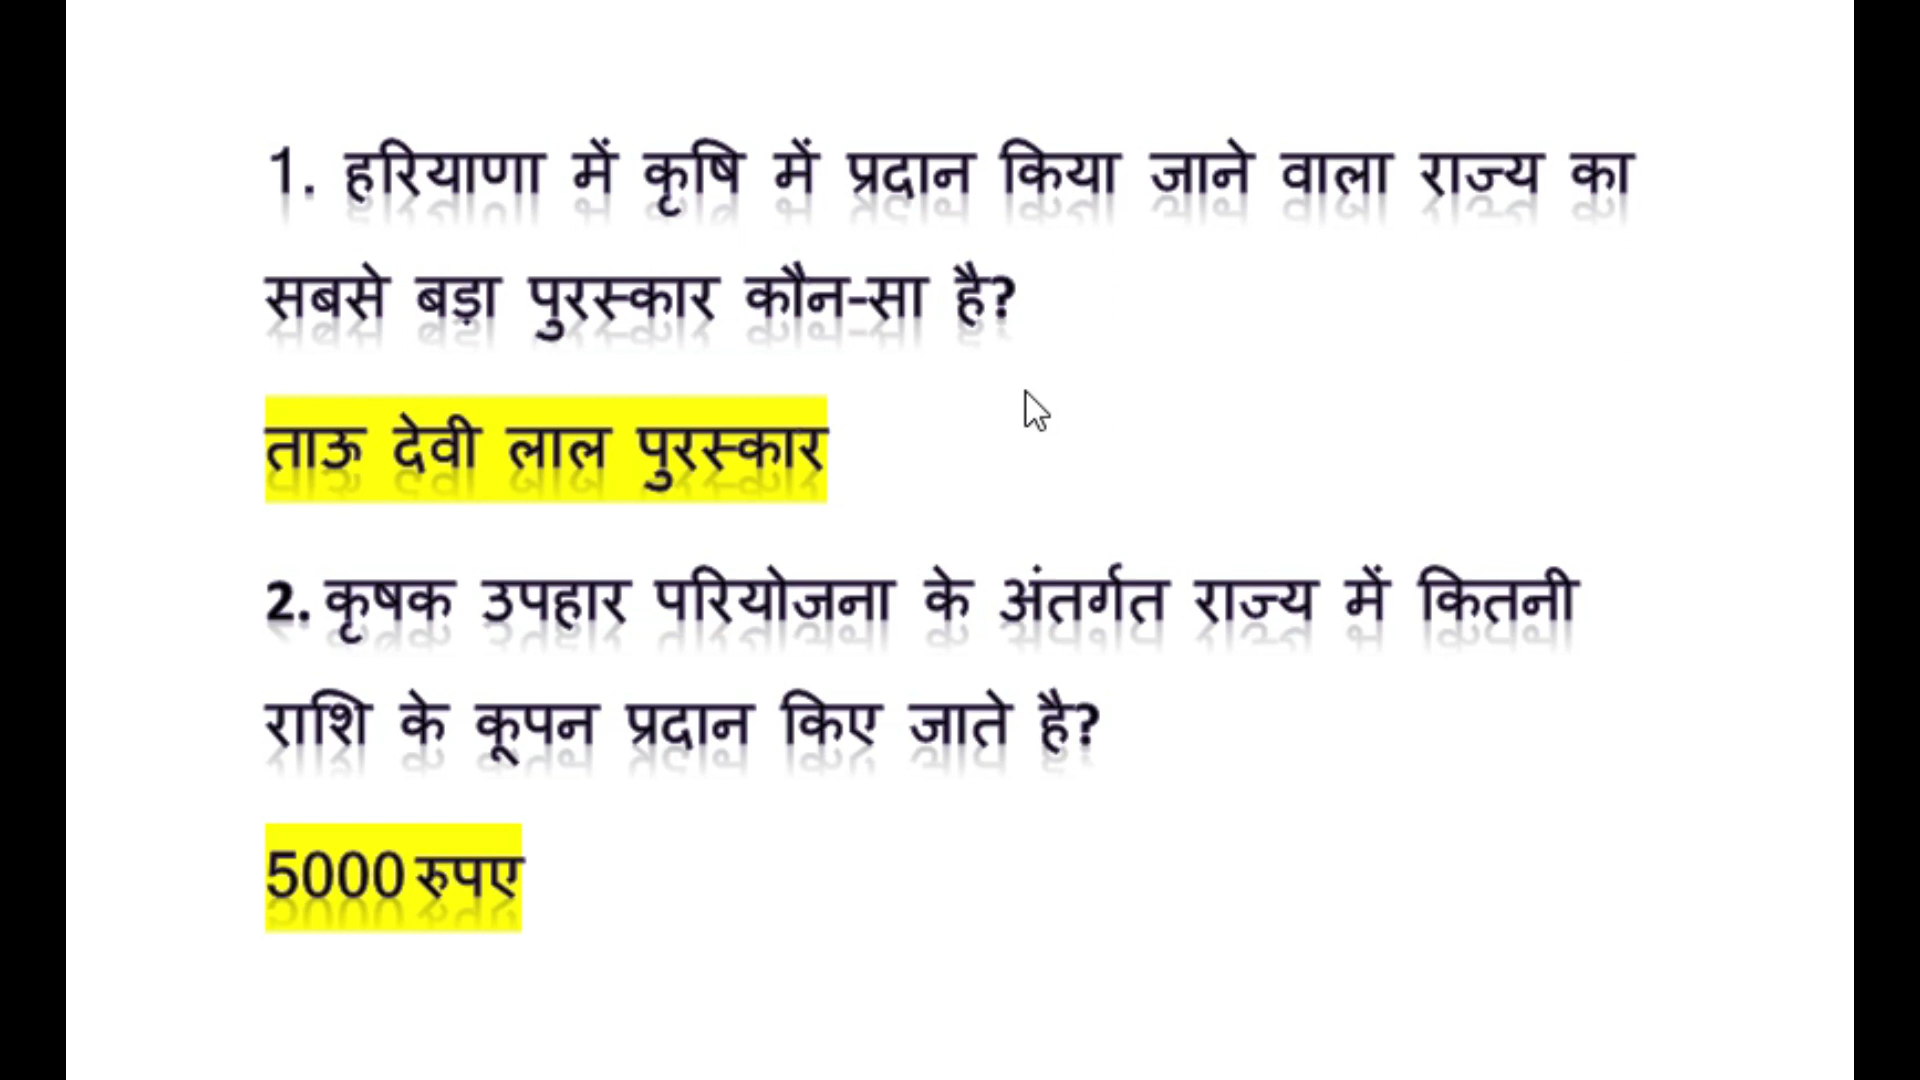 1. हरियाणा में कृषि में प्रदान किया जाने वाला राज्य का
सबसे बड़ा पुरस्कार कौन-सा है?
ताऊ देवी लाल पुरस्कार
2. कृषक उपहार परियोजना के अंतर्गत राज्य में कितनी
राशि के कूपन प्रदान किए जाते है?
5000 रुपए